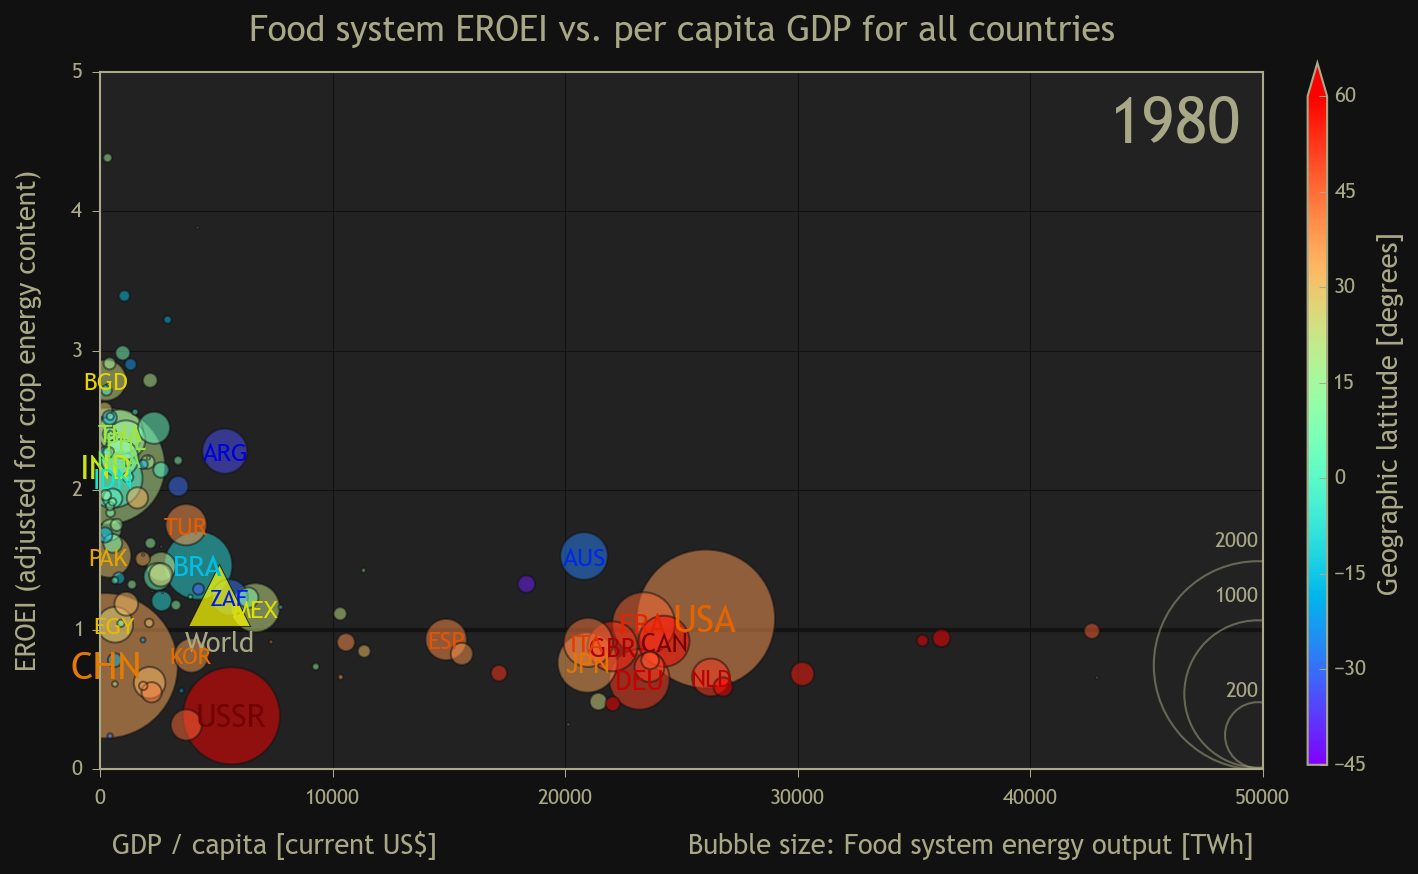 Food system EROEI vs. per capita GDP for all countries
1980
EROEI (adjusted for crop energy content)
5
4
3
2
1
0
0
10000
20000
30000
40000
50000
GDP / capita [current US$]
Bubble size: Food system energy output [TWh]
2000
1000
200
60
45
30
15
0
−15
−30
−45
Geographic latitude [degrees]
BGD
ARG
IND
TUR
PAK
BRA
AUS
ZAF
MEX
EGY
World
KOR
CHN
USSR
ESP
FRA
USA
ITA
GBR
CAN
JPN
DEU
NLD